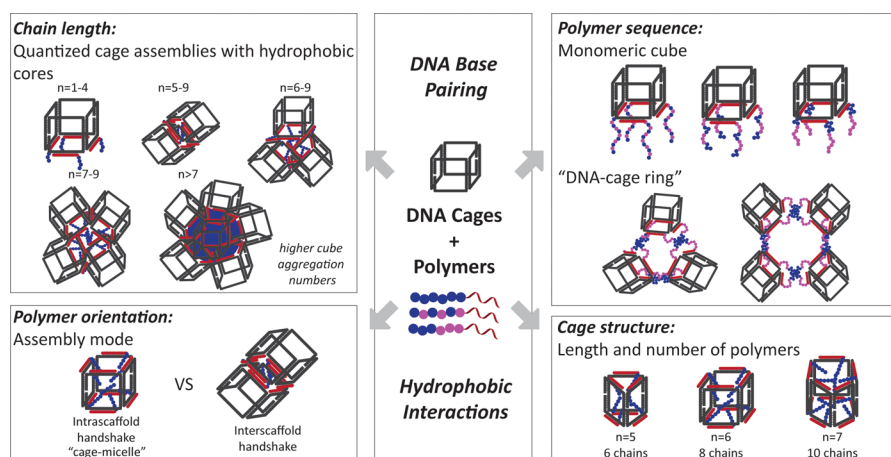 Chain length:
Quantized cage assemblies with hydrophobic
cores
n=1-4
n=5-9
n=6-9
n=7-9
n>7
higher cube
aggregation
numbers
Polymer orientation:
Assembly mode
VS
Intrascaffold
handshake
"cage-micelle"
Interscaffold
handshake
DNA Base
Pairing
DNA Cages
+
Polymers
Hydrophobic
Interactions
Polymer sequence:
Monomeric cube
"DNA-cage ring"
Cage structure:
Length and number of polymers
n=5
6 chains
n=6
8 chains
n=7
10 chains